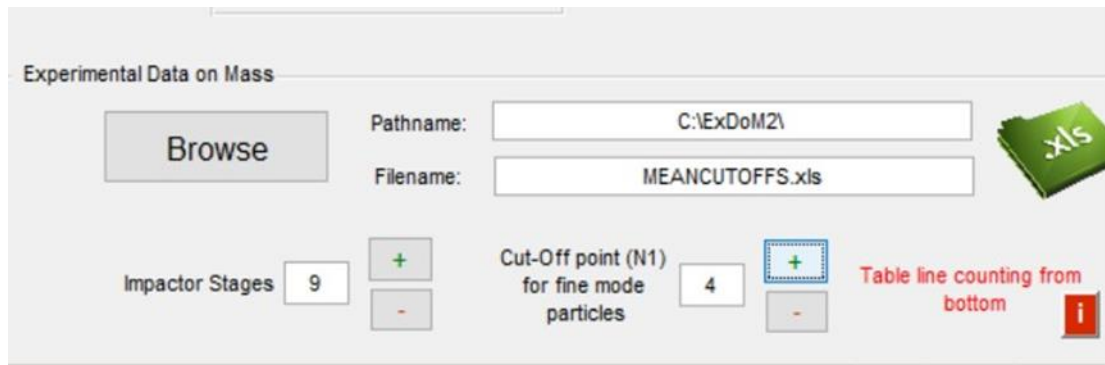 Experimental Data on Mass
Browse
Pathname:
C:\ExDoM2\
Filename:
MEANCUTOFFS.xls
.xls
Impactor Stages
9
+
-
Cut-Off point (N1)
for fine mode
particles
4
+
-
Table line counting from
bottom
i